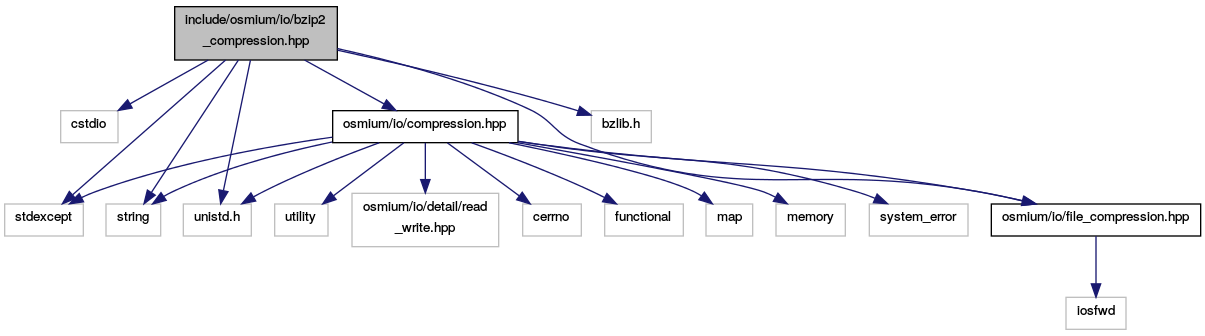 include/osmium/io/bzip2
_compression.hpp
cstdio
osmium/io/compression.hpp
bzlib.h
stdexcept
string
unistd.h
utility
osmium/io/detail/read
_write.hpp
cerrno
functional
map
memory
system_error
osmium/io/file_compression.hpp
iosfwd